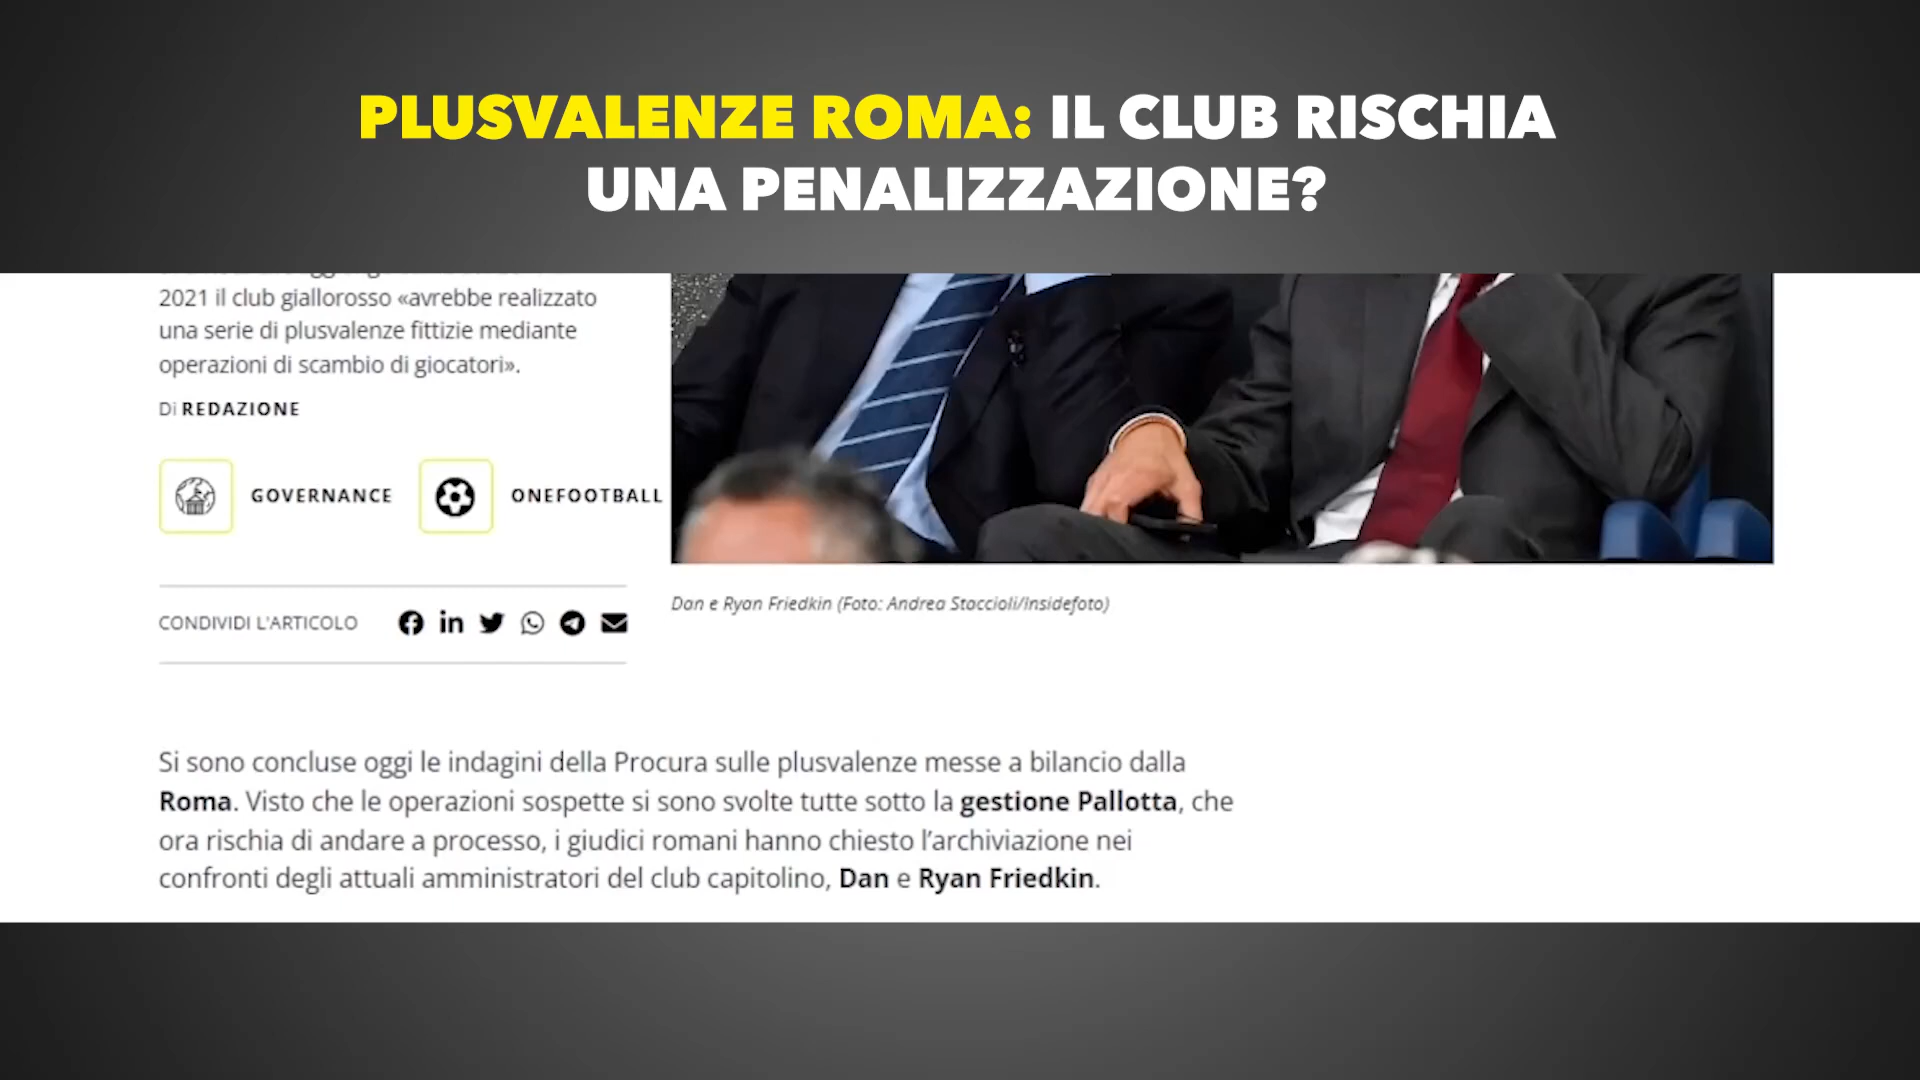 PLUSVALENZE ROMA: IL CLUB RISCHIA
UNA PENALIZZAZIONE?
2021 il club giallorosso «avrebbe realizzato
una serie di plusvalenze fittizie mediante
operazioni di scambio di giocatori».
Di REDAZIONE
GOVERNANCE
ONEFOOTBALL
CONDIVIDI L'ARTICOLO
Dan e Ryan Friedkin (Foto: Andrea Staccioli/Insidefoto)
Si sono concluse oggi le indagini della Procura sulle plusvalenze messe a bilancio dalla
Roma. Visto che le operazioni sospette si sono svolte tutte sotto la gestione Pallotta, che
ora rischia di andare a processo, i giudici romani hanno chiesto l'archiviazione nei
confronti degli attuali amministratori del club capitolino, Dan e Ryan Friedkin.